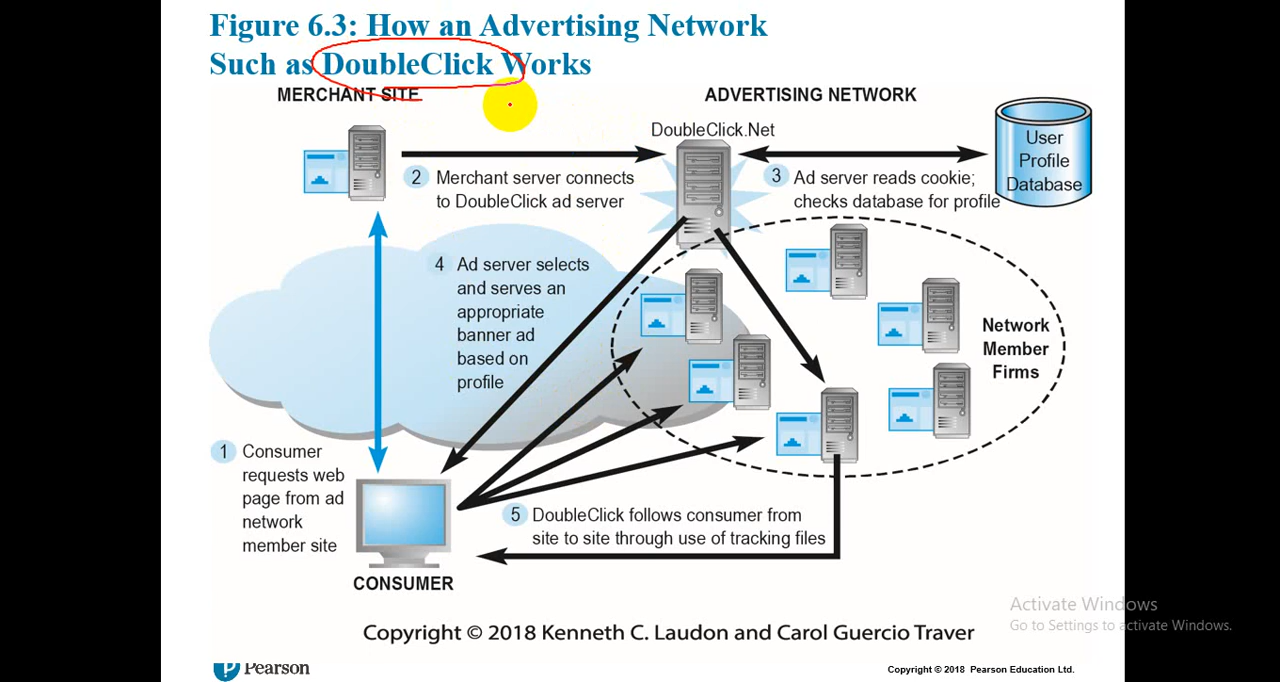 Figure 6.3: How an Advertising Network
Such as DoubleClick Works
MERCHANT SITE
ADVERTISING NETWORK
DoubleClick.Net
User
Profile
Database
2 Merchant server connects
to DoubleClick ad server
3 Ad server reads cookie;
checks database for profile
4 Ad server selects
and serves an
appropriate
banner ad
based on
profile
Network
Member
Firms
1 Consumer
requests web
page from ad
network
member site
5 DoubleClick follows consumer from
site to site through use of tracking files
CONSUMER
Activate Windows
Go to Settings to activate Windows.
Copyright © 2018 Kenneth C. Laudon and Carol Guercio Traver
Pearson
Copyright © 2018 Pearson Education Ltd.